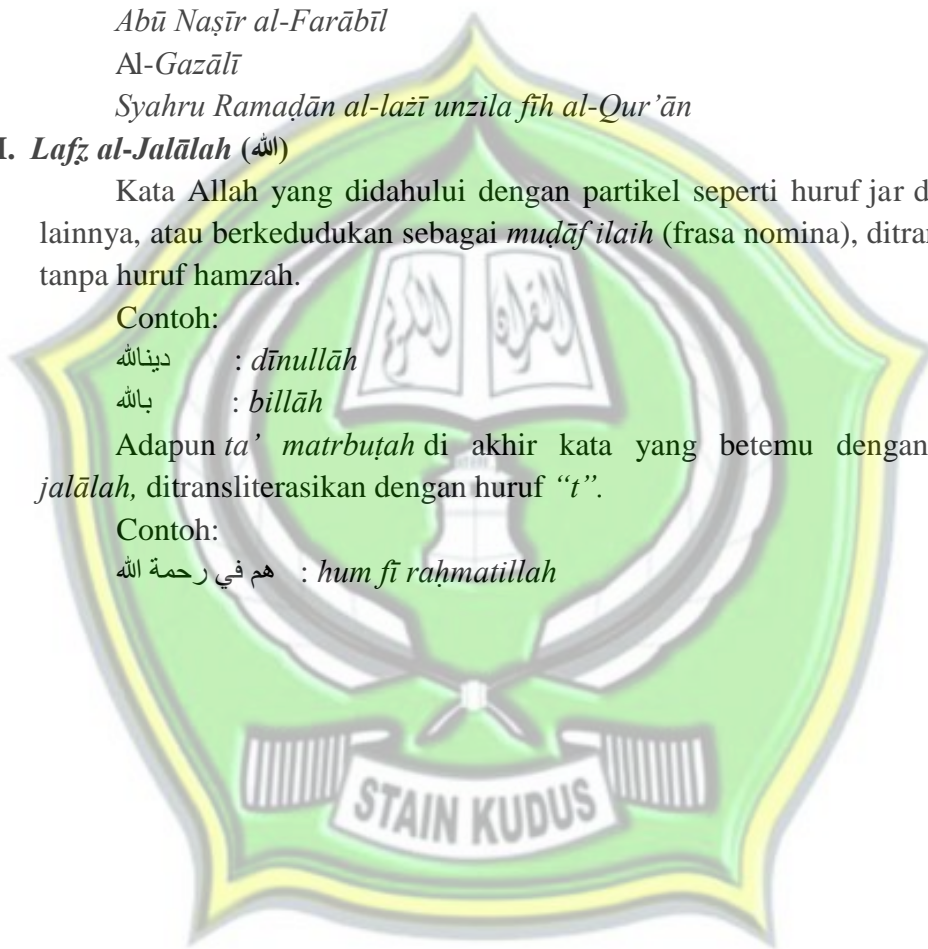 Abū Naṣīr al-Farābīl
Al-Gazālī
Syahru Ramaḍān al-lażī unzila fīh al-Qur’ān
I. Lafẓ al-Jalālah (الله)
Kata Allah yang didahului dengan partikel seperti huruf jar d
lainnya, atau berkedudukan sebagai muḍāf ilaih (frasa nomina), ditran
tanpa huruf hamzah.
Contoh:
دينالله : dīnullāh
بالله : billāh
Adapun ta’ matrbuṭah di akhir kata yang betemu dengan
jalālah, ditransliterasikan dengan huruf “t”.
Contoh:
هم في رحمة الله : hum fī raḥmatillah
القرآن الكريم
STAIN KUDUS